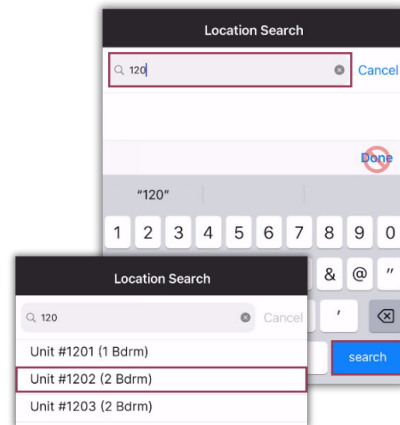 Location Search
120
Cancel
Done
"120"
1 2 3 4 5 6 7 8 9 0
& @ "
'
search
Location Search
120
Cancel
Unit #1201 (1 Bdrm)
Unit #1202 (2 Bdrm)
Unit #1203 (2 Bdrm)